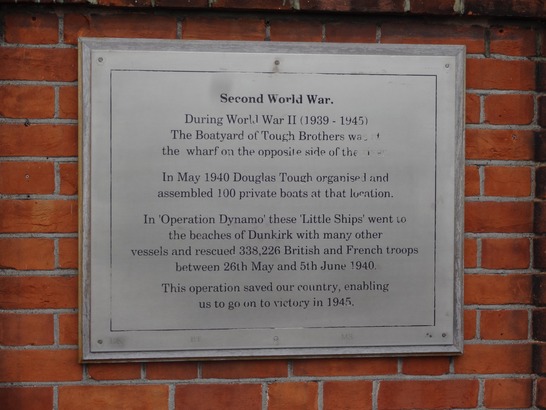 Second World War.
During World War II (1939 - 1945)
The Boatyard of Tough Brothers
the wharf on the opposite side of the
In May 1940 Douglas Tough organised and
assembled 100 private boats at that location.
In 'Operation Dynamo' these 'Little Ships' went to
the beaches of Dunkirk with many other
vessels and rescued 338,226 British and French troops
between 26th May and 5th June 1940.
This operation saved our country, enabling
us to go on to victory in 1945.